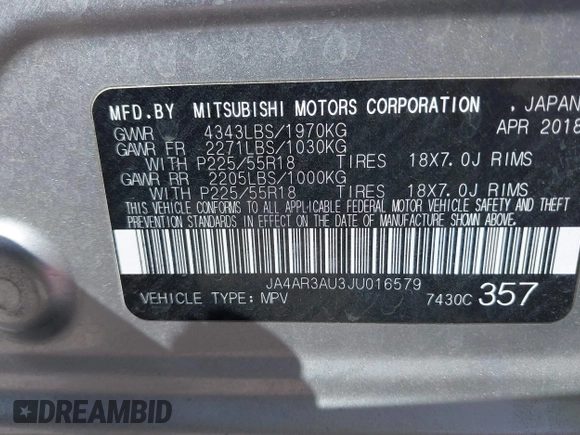 MFD.BY MITSUBISHI MOTORS CORPORATION , JAPAN
GVWR 4343LBS/1970KG APR 2018
GAWR FR 2271LBS/1030KG
WITH P225/55R18 TIRES 18X7.0J RIMS
GAWR RR 2205LBS/1000KG
WITH P225/55R18 TIRES 18X7.0J RIMS
THIS VEHICLE CONFORMS TO ALL APPLICABLE FEDERAL MOTOR VEHICLE SAFETY AND THEFT
PREVENTION STANDARDS IN EFFECT ON THE DATE OF MANUFACTURE SHOWN ABOVE.
JA4AR3AU3JU016579
VEHICLE TYPE: MPV 7430C 357
DREAMBID